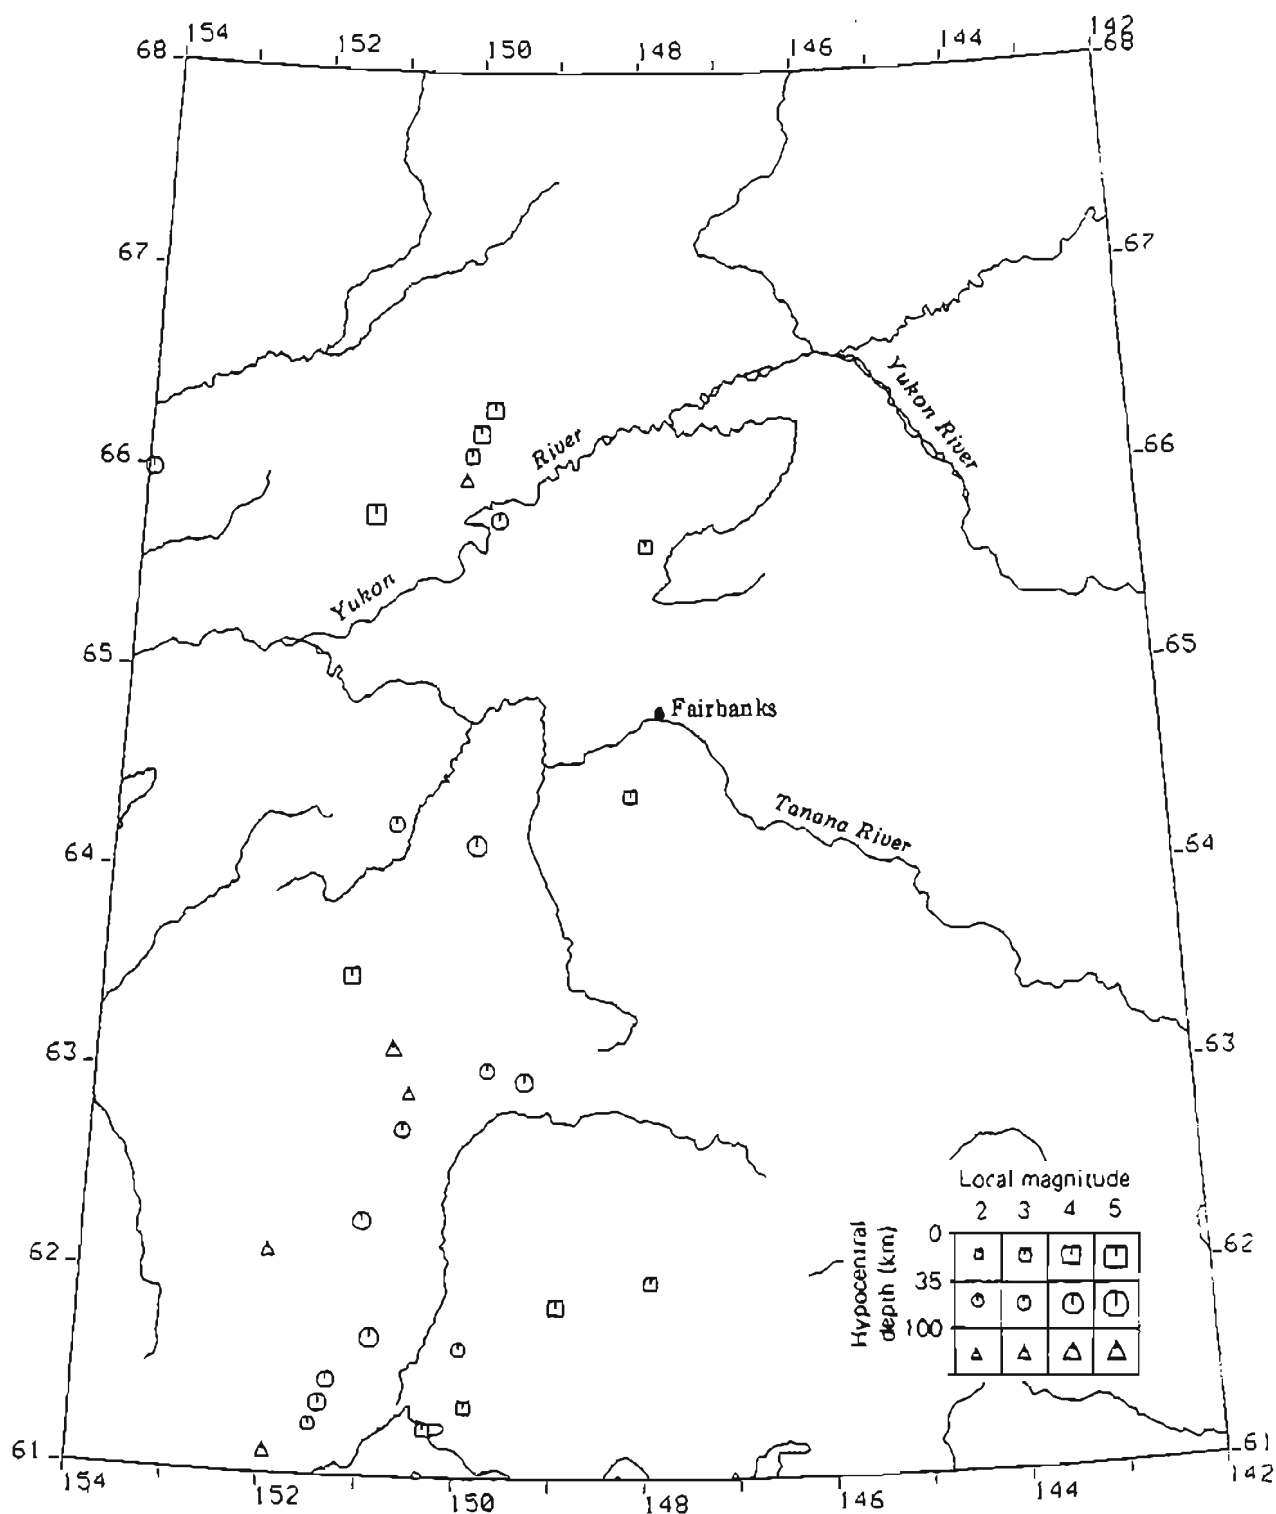 154 152 150 148 146 144 142
68 68
67 67
Yukon River
66 66
River
Yukon
65 65
Fairbanks
Tanana River
64 64
63 63
Local magnitude
2 3 4 5
Hypocentral
depth (km)
0
35
100
62 62
61 61
154 152 150 148 146 144 142